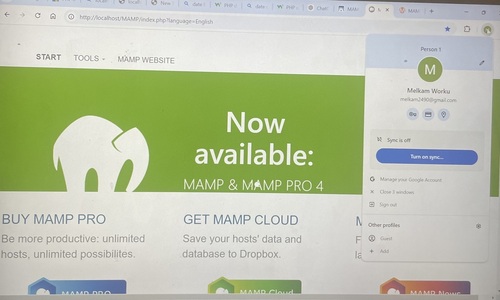 http://localhost/MAMP/index.php?language=English
START
TOOLS
MAMP WEBSITE
Now
available:
MAMP & MAMP PRO 4
BUY MAMP PRO
Be more productive: unlimited
hosts, unlimited possibilites.
MAMP PRO
GET MAMP CLOUD
Save your hosts' data and
database to Dropbox.
MAMP Cloud
M
F
la
MAMP News
Person 1
M
Melkam Worku
melkam2490@gmail.com
Sync is off
Turn on sync...
Manage your Google Account
Close 3 windows
Sign out
Other profiles
Guest
Add